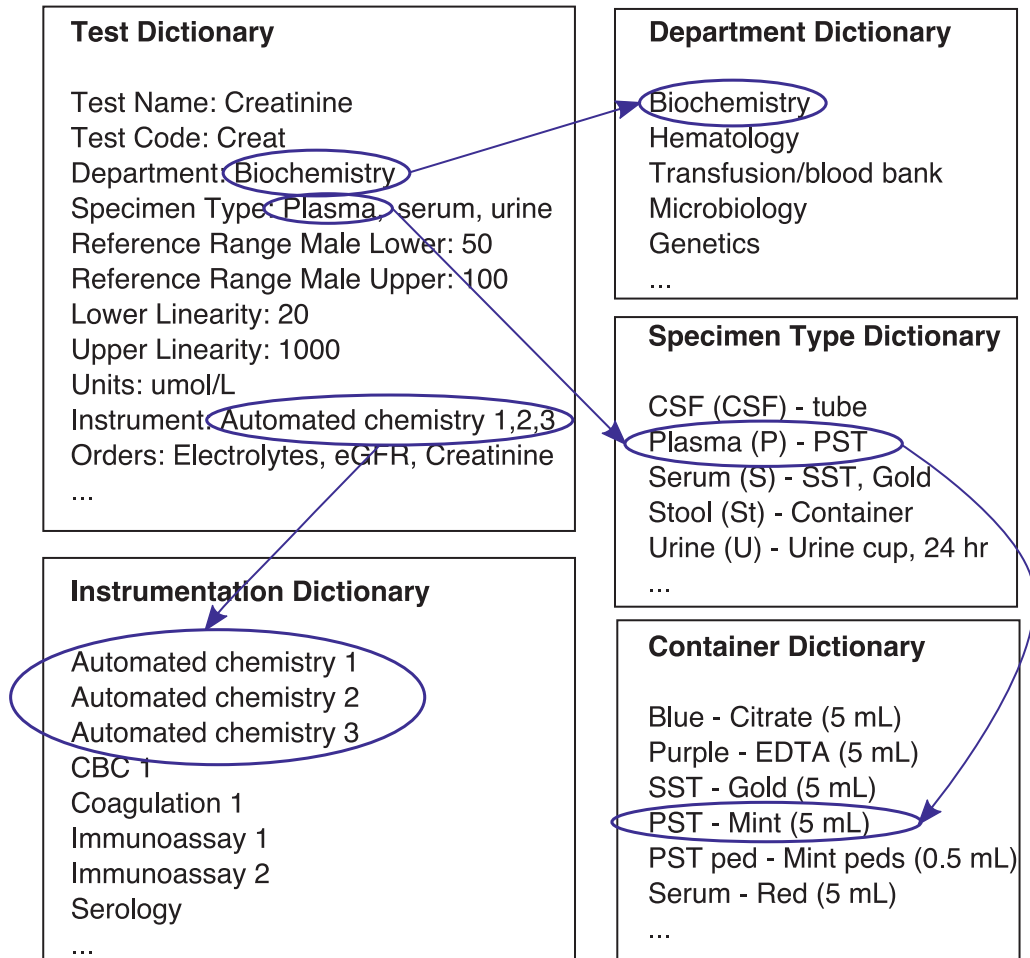 Test Dictionary
Test Name: Creatinine
Test Code: Creat
Department: Biochemistry
Specimen Type: Plasma, serum, urine
Reference Range Male Lower: 50
Reference Range Male Upper: 100
Lower Linearity: 20
Upper Linearity: 1000
Units: umol/L
Instrument: Automated chemistry 1,2,3
Orders: Electrolytes, eGFR, Creatinine
...
Department Dictionary
Biochemistry
Hematology
Transfusion/blood bank
Microbiology
Genetics
...
Specimen Type Dictionary
CSF (CSF) - tube
Plasma (P) - PST
Serum (S) - SST, Gold
Stool (St) - Container
Urine (U) - Urine cup, 24 hr
...
Instrumentation Dictionary
Automated chemistry 1
Automated chemistry 2
Automated chemistry 3
CBC 1
Coagulation 1
Immunoassay 1
Immunoassay 2
Serology
...
Container Dictionary
Blue - Citrate (5 mL)
Purple - EDTA (5 mL)
SST - Gold (5 mL)
PST - Mint (5 mL)
PST ped - Mint peds (0.5 mL)
Serum - Red (5 mL)
...